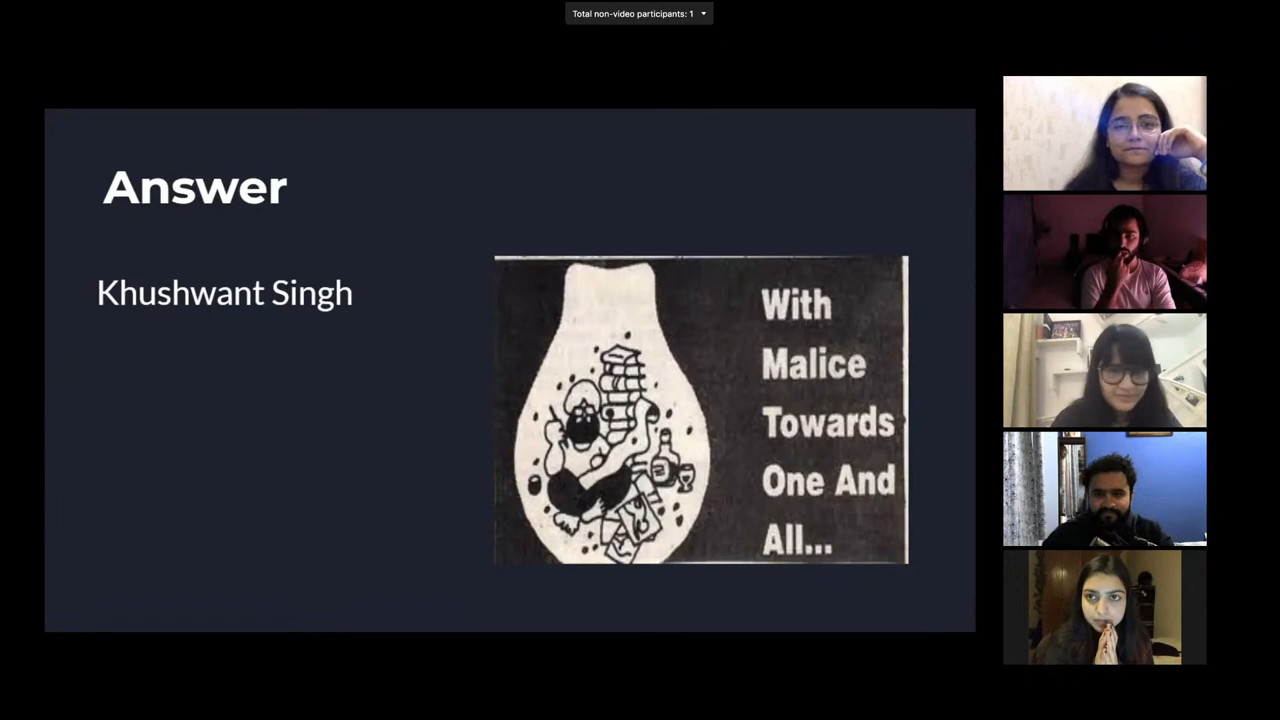 Total non-video participants: 1
Answer
Khushwant Singh
With
Malice
Towards
One And
All...